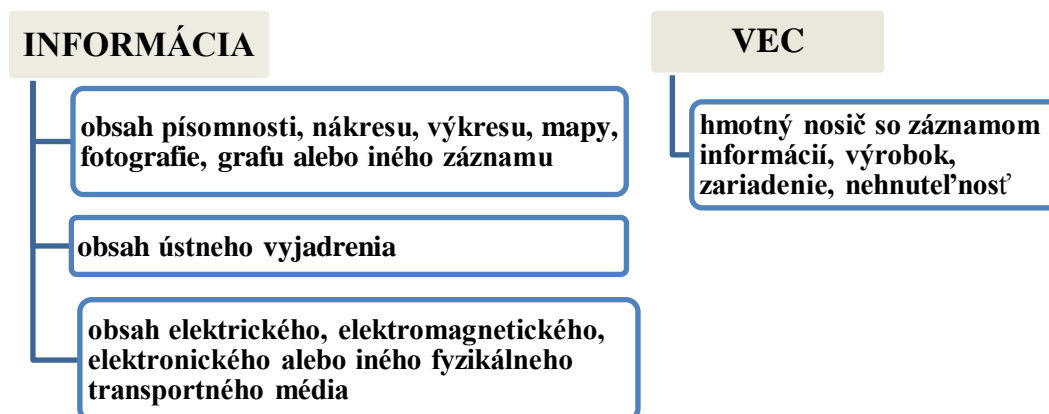 INFORMÁCIA
obsah písomnosti, nákresu, výkresu, mapy,
fotografie, grafu alebo iného záznamu
obsah ústneho vyjadrenia
obsah elektrického, elektromagnetického,
elektronického alebo iného fyzikálneho
transportného média
VEC
hmotný nosič so záznamom
informácií, výrobok,
zariadenie, nehnuteľnosť